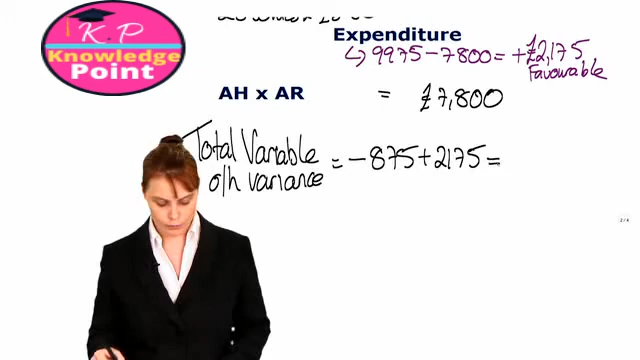 K.P
Knowledge
Point
Expenditure
↳ 9975 - 7800 = +£2,175
Favourable
AH x AR = £7,800
Total Variable
o/h variance = - 875 + 2175 =